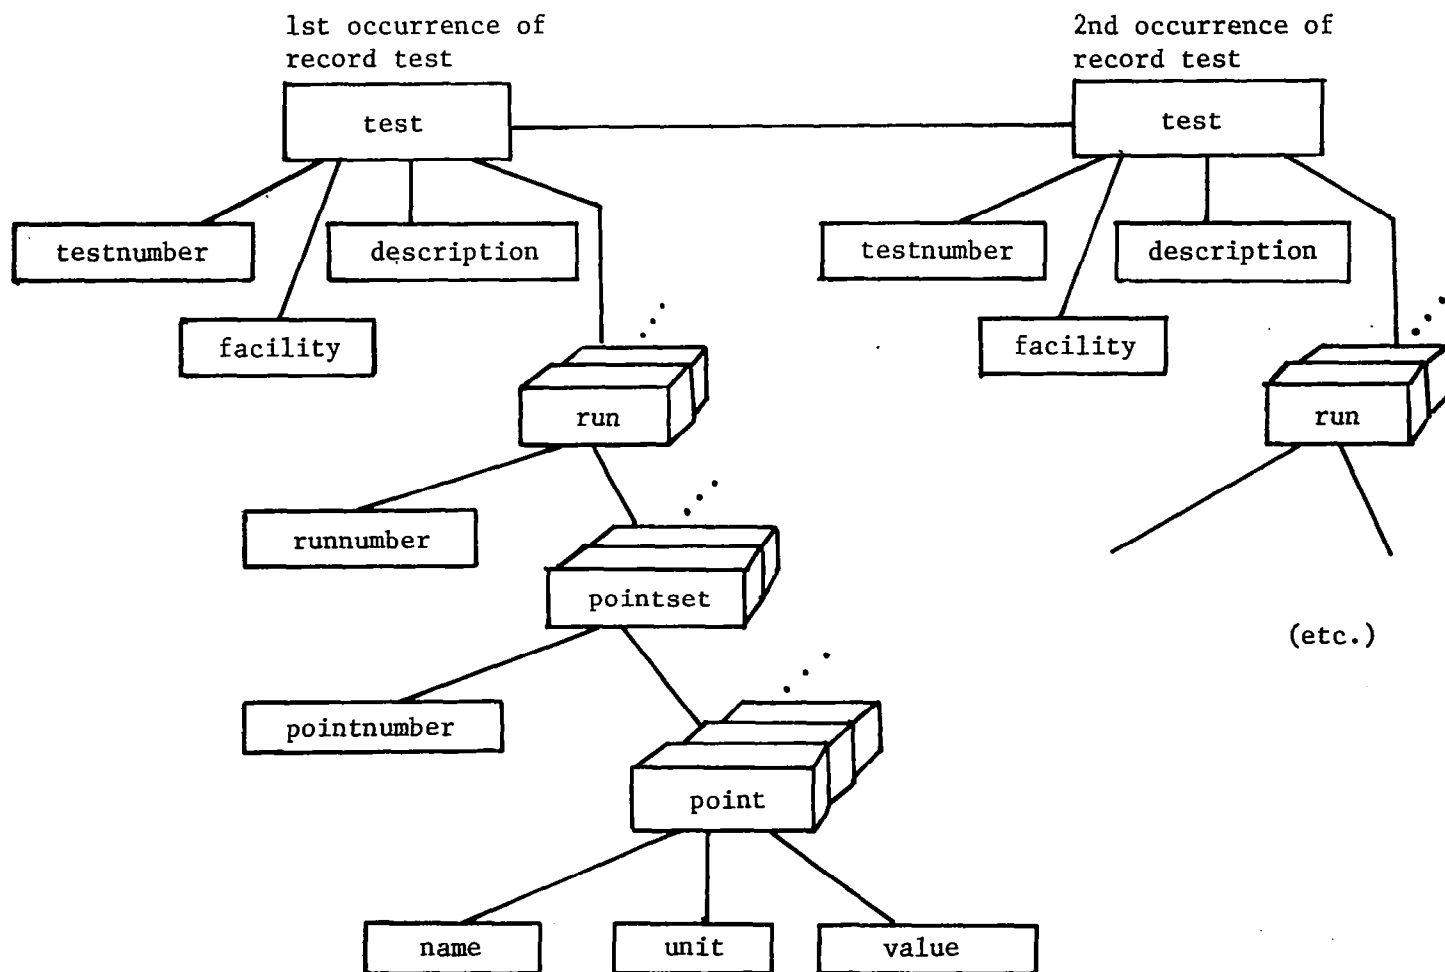 1st occurrence of
record test
2nd occurrence of
record test
test
test
testnumber
description
testnumber
description
facility
facility
run
run
runnumber
pointset
(etc.)
pointnumber
point
name
unit
value